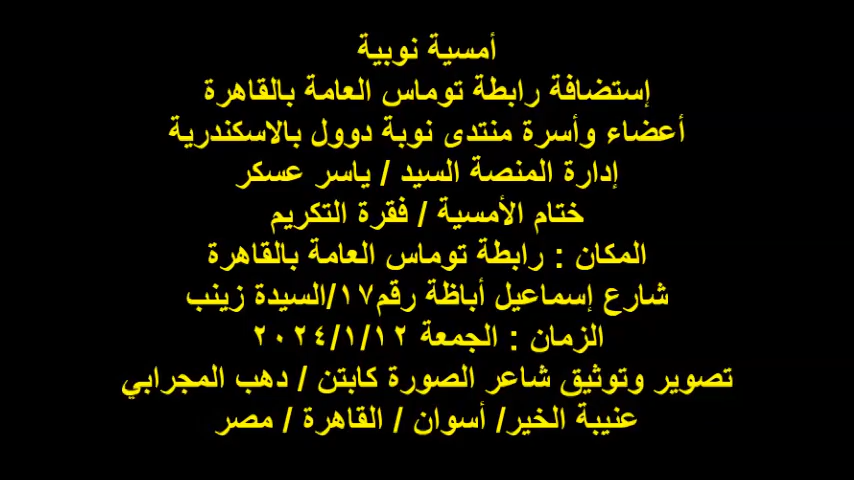 أمسية نوبية
إستضافة رابطة توماس العامة بالقاهرة
أعضاء وأسرة منتدى نوبة دوول بالاسكندرية
إدارة المنصة السيد / ياسر عسكر
ختام الأمسية / فقرة التكريم
المكان : رابطة توماس العامة بالقاهرة
شارع إسماعيل أباظة رقم١٧/السيدة زينب
الزمان : الجمعة ٢٠٢٤/١/١٢
تصوير وتوثيق شاعر الصورة كابتن / دهب المجرابي
عنيبة الخير/ أسوان / القاهرة / مصر